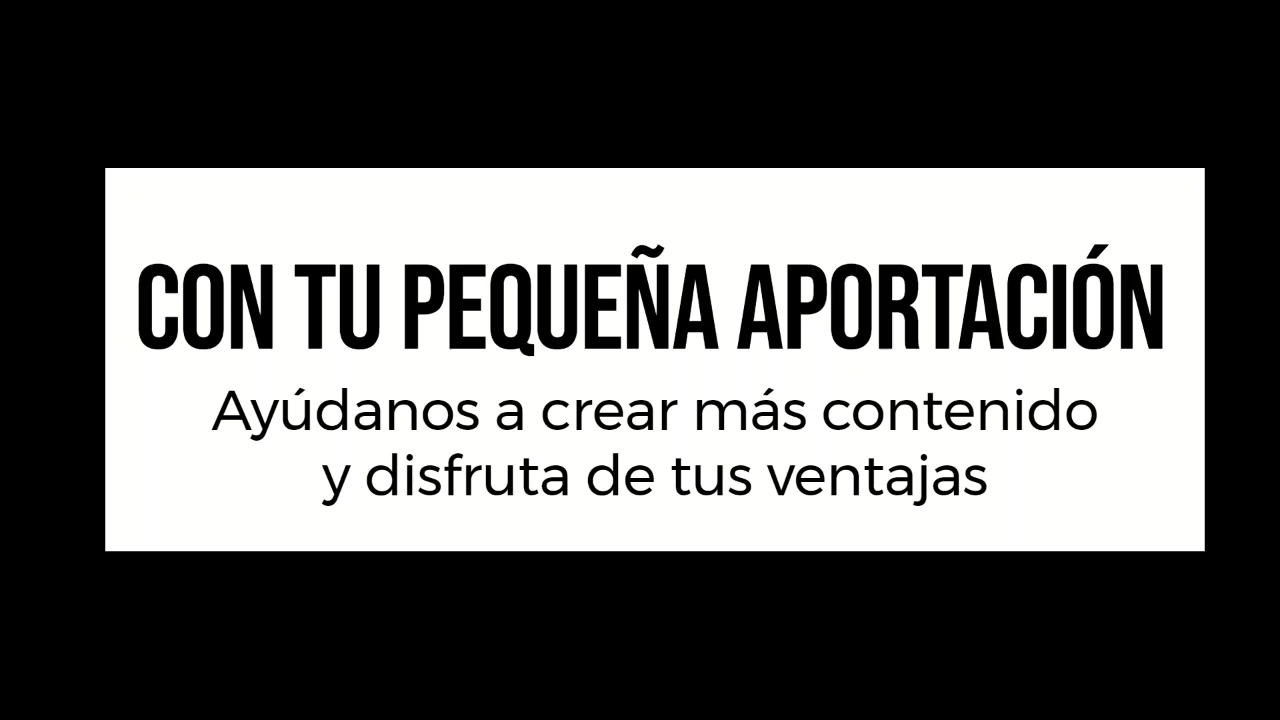 CON TU PEQUEÑA APORTACIÓN
Ayúdanos a crear más contenido
y disfruta de tus ventajas